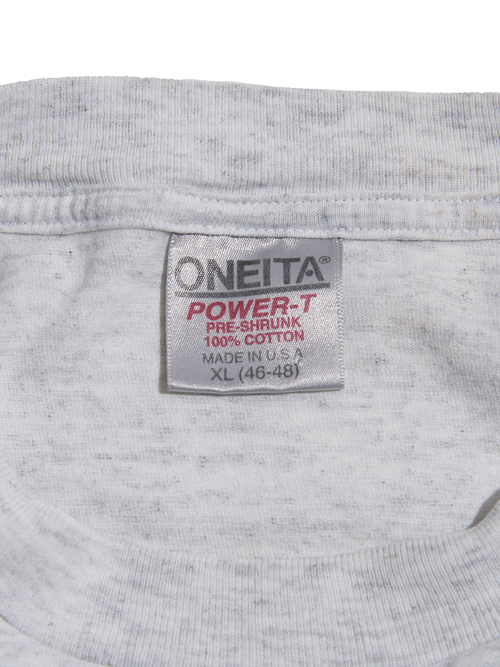 ONEITA®
POWER-T
PRE-SHRUNK
100% COTTON
MADE IN U.S.A
XL (46-48)